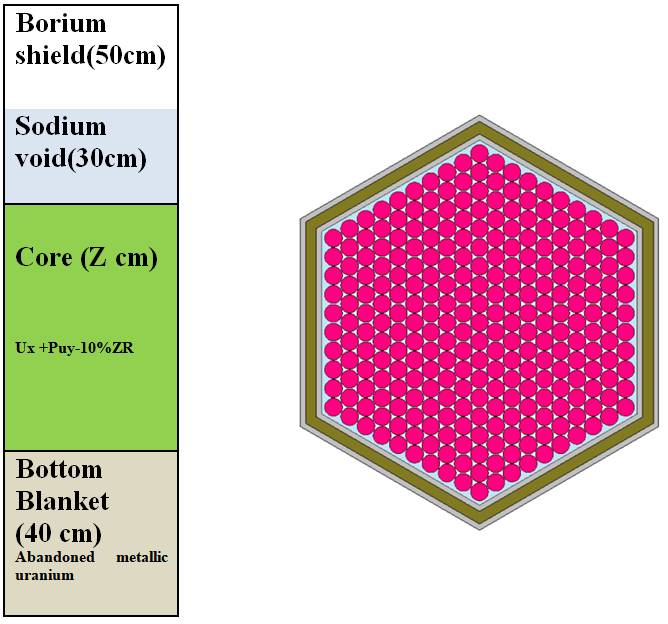 Borium
shield(50cm)
Sodium
void(30cm)
Core (Z cm)
Ux +Puy-10%ZR
Bottom
Blanket
(40 cm)
Abandoned metallic
uranium